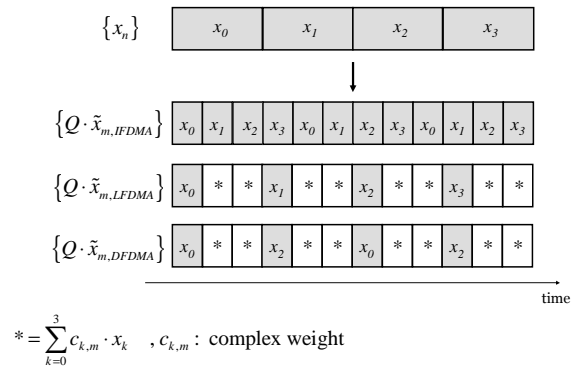 {x_n} x_0 x_1 x_2 x_3
{Q · x̃_{m,IFDMA}} x_0 x_1 x_2 x_3 x_0 x_1 x_2 x_3 x_0 x_1 x_2 x_3
{Q · x̃_{m,LFDMA}} x_0 * * x_1 * * x_2 * * x_3 * *
{Q · x̃_{m,DFDMA}} x_0 * * x_2 * * x_0 * * x_2 * *
time
* = \sum_{k=0}^{3} c_{k,m} · x_k , c_{k,m} : complex weight